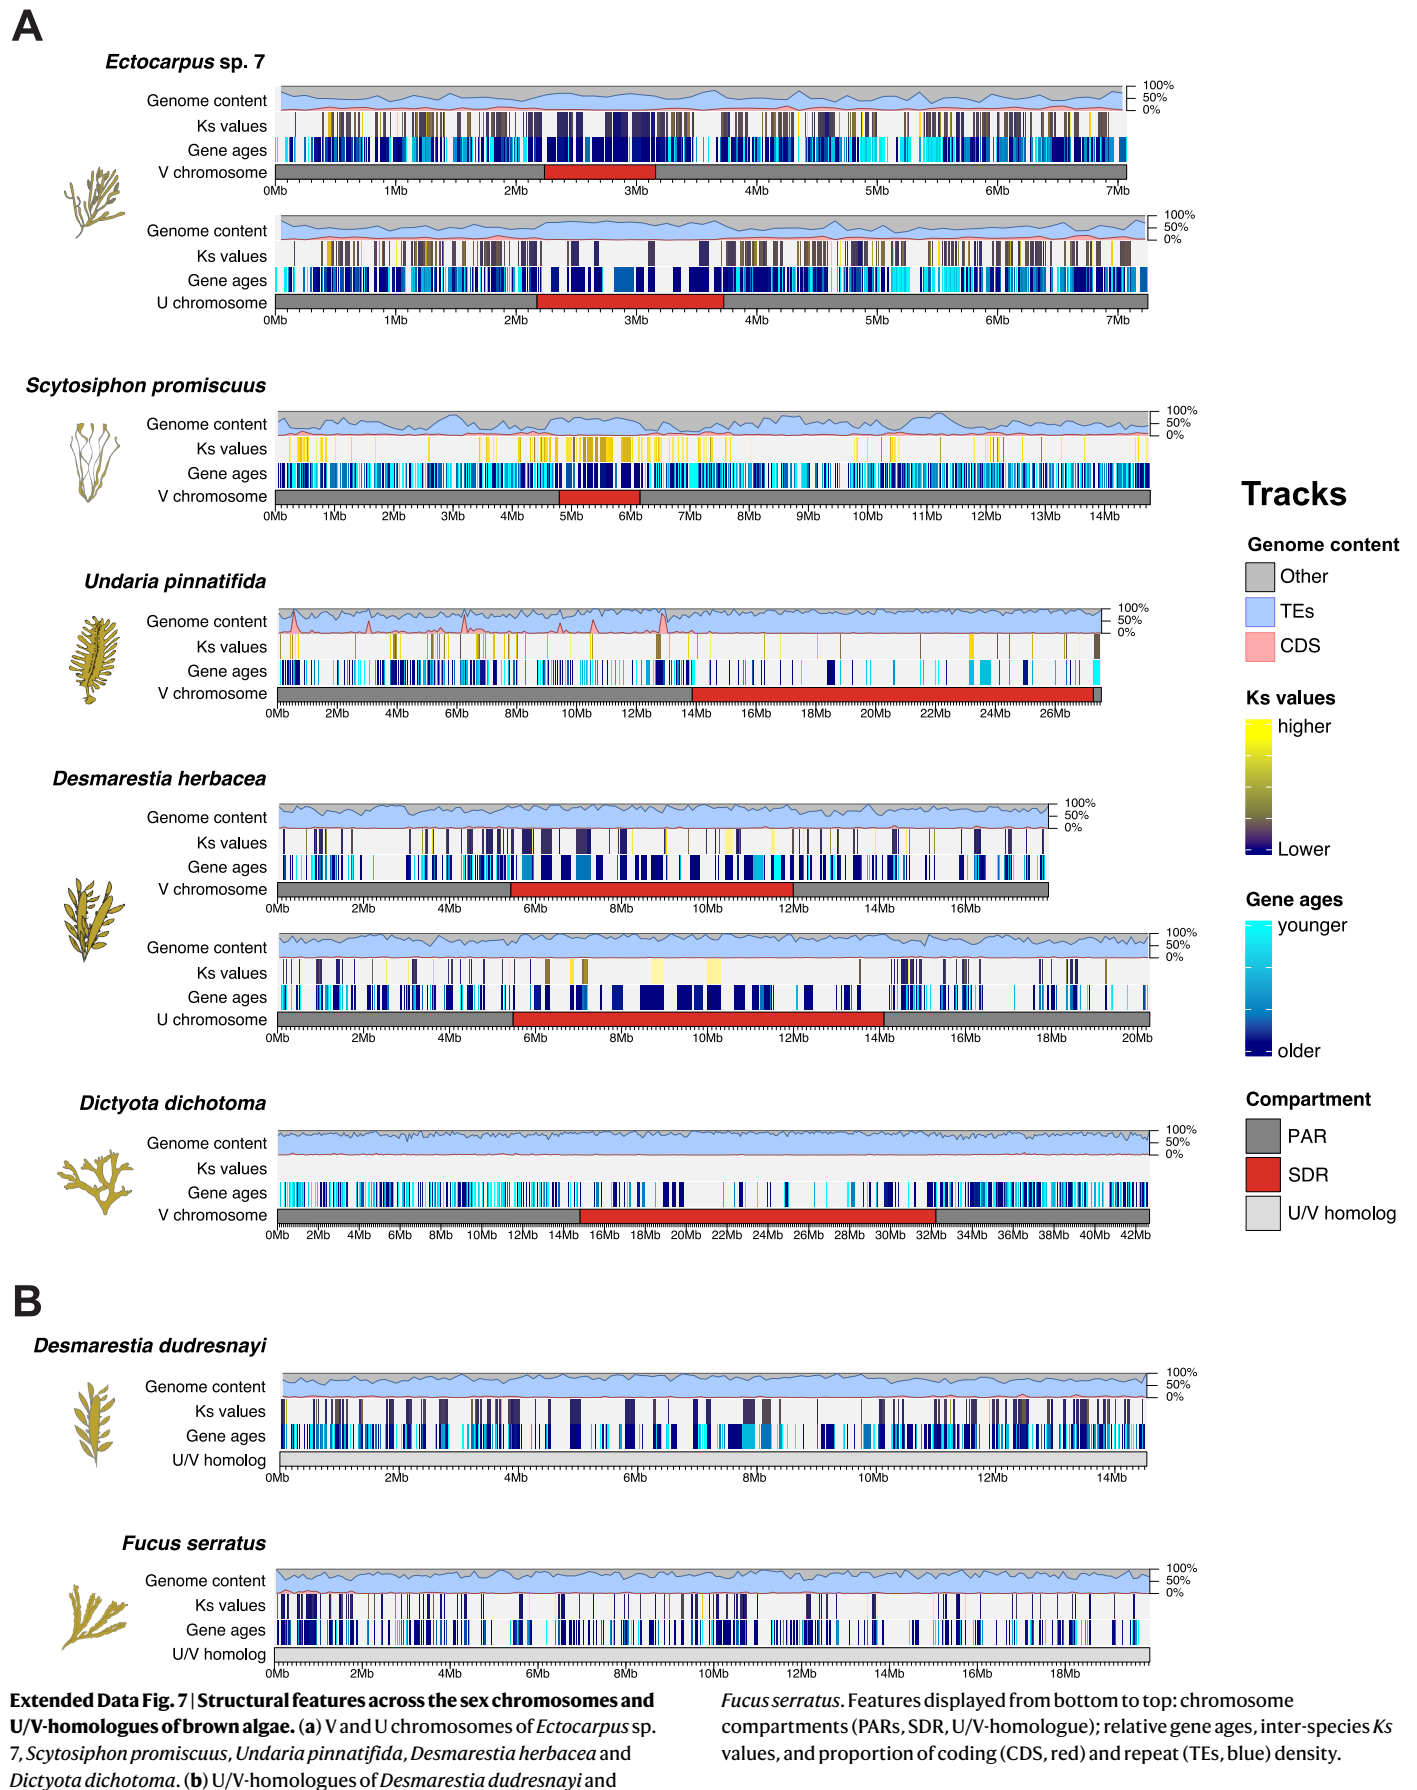 A
Ectocarpus sp. 7
Genome content
100%
50%
0%
Ks values
Gene ages
V chromosome
0Mb 1Mb 2Mb 3Mb 4Mb 5Mb 6Mb 7Mb
Genome content
100%
50%
0%
Ks values
Gene ages
U chromosome
0Mb 1Mb 2Mb 3Mb 4Mb 5Mb 6Mb 7Mb
Scytosiphon promiscuus
Genome content
100%
50%
0%
Ks values
Gene ages
V chromosome
0Mb 1Mb 2Mb 3Mb 4Mb 5Mb 6Mb 7Mb 8Mb 9Mb 10Mb 11Mb 12Mb 13Mb 14Mb
Undaria pinnatifida
Genome content
100%
50%
0%
Ks values
Gene ages
V chromosome
0Mb 2Mb 4Mb 6Mb 8Mb 10Mb 12Mb 14Mb 16Mb 18Mb 20Mb 22Mb 24Mb 26Mb
Desmarestia herbacea
Genome content
100%
50%
0%
Ks values
Gene ages
V chromosome
0Mb 2Mb 4Mb 6Mb 8Mb 10Mb 12Mb 14Mb 16Mb
Genome content
100%
50%
0%
Ks values
Gene ages
U chromosome
0Mb 2Mb 4Mb 6Mb 8Mb 10Mb 12Mb 14Mb 16Mb 18Mb 20Mb
Dictyota dichotoma
Genome content
100%
50%
0%
Ks values
Gene ages
V chromosome
0Mb 2Mb 4Mb 6Mb 8Mb 10Mb 12Mb 14Mb 16Mb 18Mb 20Mb 22Mb 24Mb 26Mb 28Mb 30Mb 32Mb 34Mb 36Mb 38Mb 40Mb 42Mb
Tracks
Genome content
Other
TEs
CDS
Ks values
higher
Lower
Gene ages
younger
older
Compartment
PAR
SDR
U/V homolog
B
Desmarestia dudresnayi
Genome content
100%
50%
0%
Ks values
Gene ages
U/V homolog
0Mb 2Mb 4Mb 6Mb 8Mb 10Mb 12Mb 14Mb
Fucus serratus
Genome content
100%
50%
0%
Ks values
Gene ages
U/V homolog
0Mb 2Mb 4Mb 6Mb 8Mb 10Mb 12Mb 14Mb 16Mb 18Mb
Extended Data Fig. 7 | Structural features across the sex chromosomes and
U/V-homologues of brown algae. (a) V and U chromosomes of Ectocarpus sp.
7, Scytosiphon promiscuus, Undaria pinnatifida, Desmarestia herbacea and
Dictyota dichotoma. (b) U/V-homologues of Desmarestia dudresnayi and
Fucus serratus. Features displayed from bottom to top: chromosome
compartments (PARs, SDR, U/V-homologue); relative gene ages, inter-species Ks
values, and proportion of coding (CDS, red) and repeat (TEs, blue) density.